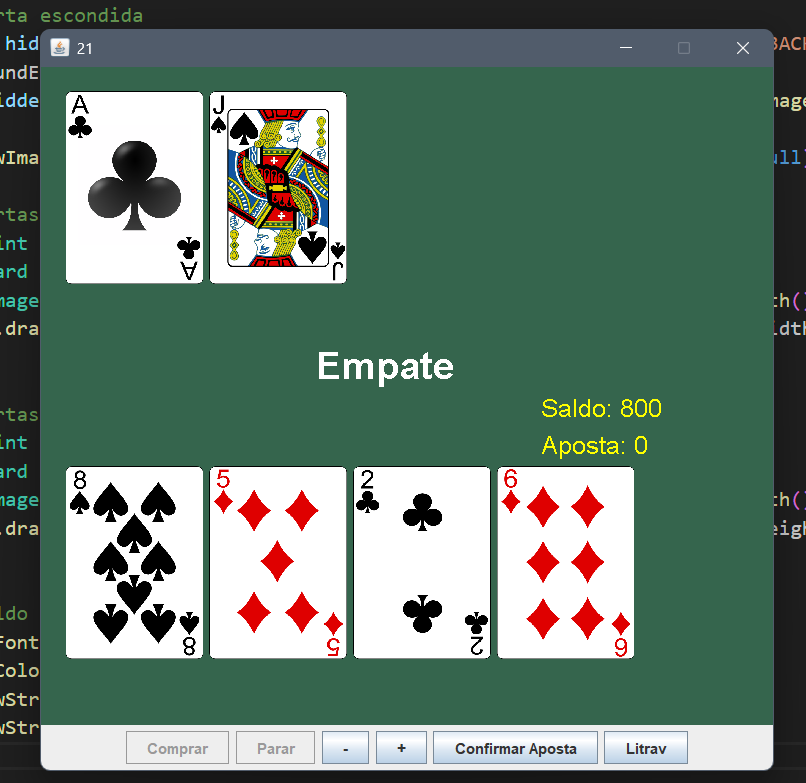 rta escondida
hid
BACK
undE
idde
mage
wIma
ull)
rtas
int
ard
mage
th()
.dra
idth
rtas
int
ard
mage
th()
.dra
eigh
ldo
Font
Colo
wStr
wStr
21
A
A
J
J
Empate
Saldo: 800
Aposta: 0
8
8
5
5
2
2
6
6
Comprar
Parar
-
+
Confirmar Aposta
Litrav